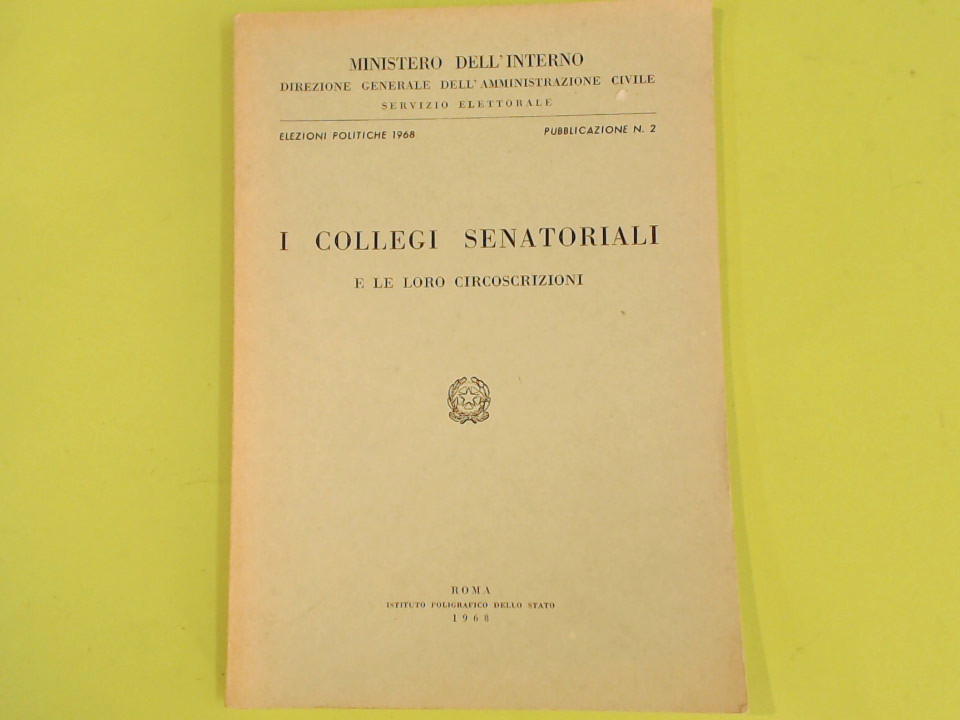 MINISTERO DELL'INTERNO
DIREZIONE GENERALE DELL'AMMINISTRAZIONE CIVILE
SERVIZIO ELETTORALE
ELEZIONI POLITICHE 1968 PUBBLICAZIONE N. 2
I COLLEGI SENATORIALI
E LE LORO CIRCOSCRIZIONI
ROMA
ISTITUTO POLIGRAFICO DELLO STATO
1968